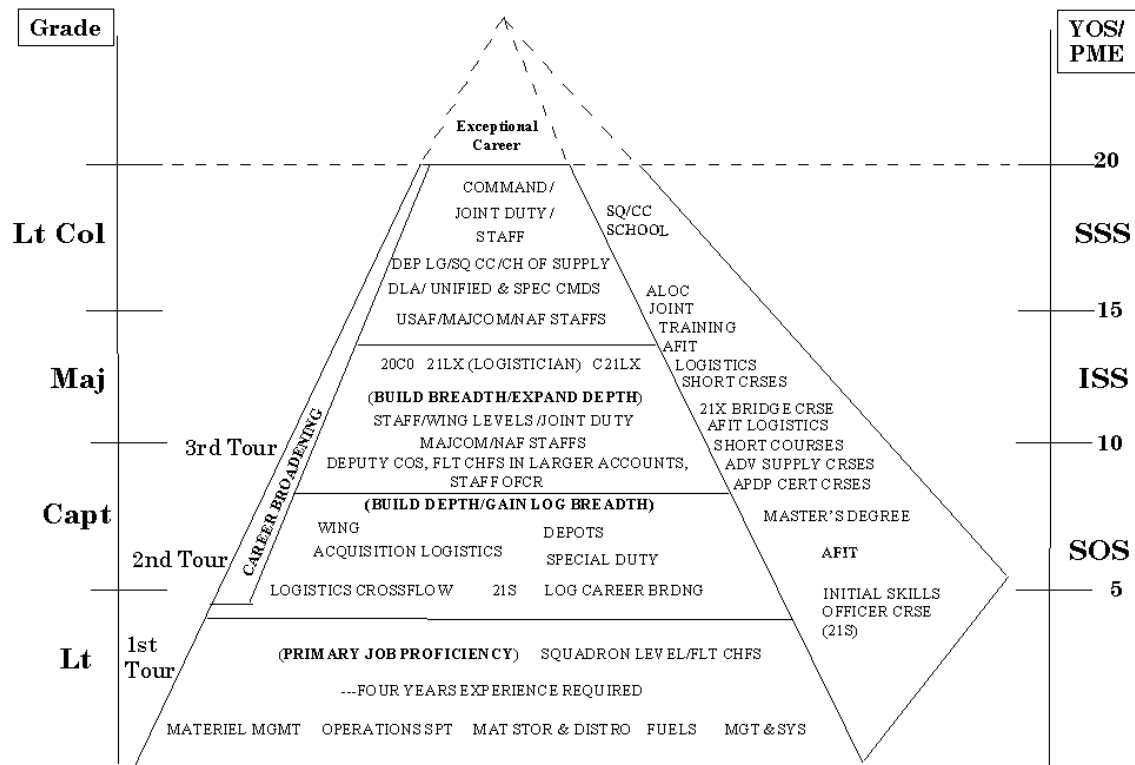 Grade
YOS/
PME
Exceptional
Career
20
COMMAND/
JOINT DUTY /
STAFF
SQ/CC
SCHOOL
Lt Col
SSS
DEP LG/SQ CC/CH OF SUPPLY
DLA/ UNIFIED & SPEC CMDS
USAF/MAJCOM/NAF STAFFS
ALOC
JOINT
TRAINING
AFIT
LOGISTICS
SHORT CRSES
15
20C0 21LX (LOGISTICIAN) C21LX
Maj
ISS
(BUILD BREADTH/EXPAND DEPTH)
STAFF/WING LEVELS /JOINT DUTY
MAJCOM/NAF STAFFS
DEPUTY COS, FLT CHFS IN LARGER ACCOUNTS,
STAFF OFCR
21X BRIDGE CRSE
AFIT LOGISTICS
SHORT COURSES
ADV SUPPLY CRSES
APDP CERT CRSES
3rd Tour
10
CAREER BROADENING
(BUILD DEPTH/GAIN LOG BREADTH)
Capt
MASTER'S DEGREE
WING
DEPOTS
ACQUISITION LOGISTICS
SPECIAL DUTY
2nd Tour
AFIT
SOS
LOGISTICS CROSSFLOW 21S LOG CAREER BRDNG
5
INITIAL SKILLS
OFFICER CRSE
(21S)
Lt
1st
Tour
(PRIMARY JOB PROFICIENCY) SQUADRON LEVEL/FLT CHFS
---FOUR YEARS EXPERIENCE REQUIRED
MATERIEL MGMT OPERATIONS SPT MAT STOR & DISTRO FUELS MGT & SYS